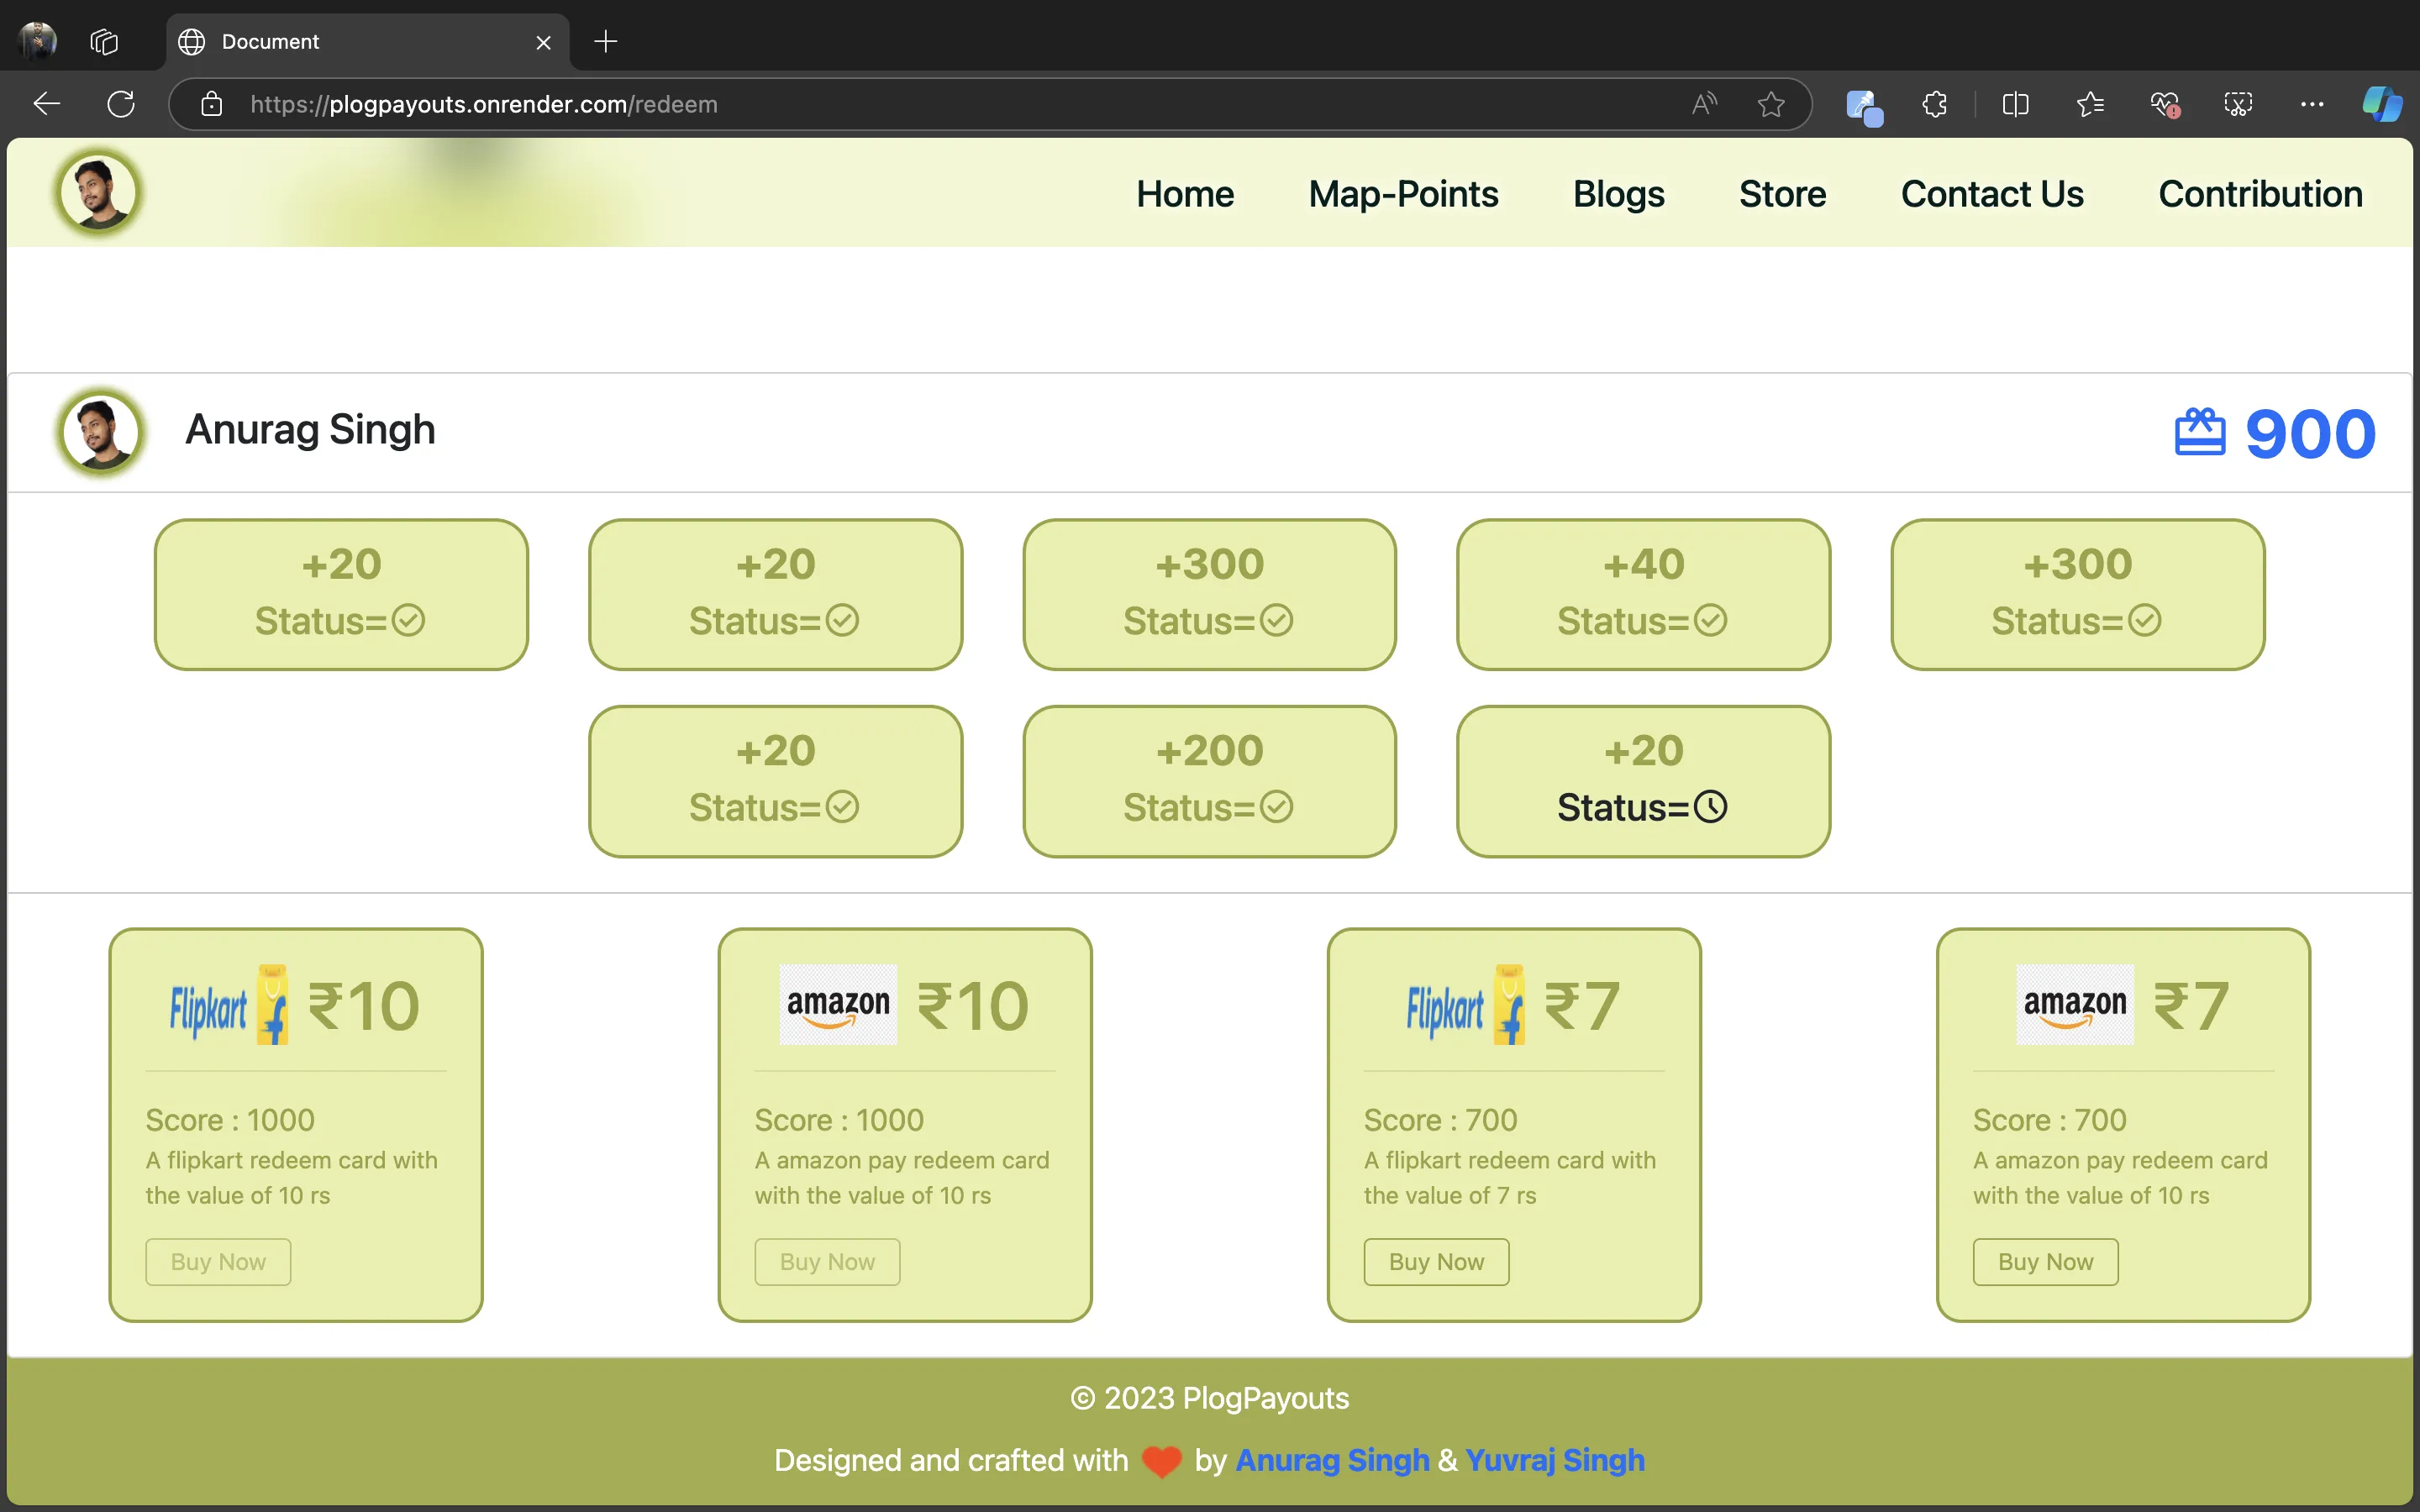 Document
https://plogpayouts.onrender.com/redeem
Home Map-Points Blogs Store Contact Us Contribution
Anurag Singh 900
+20 +20 +300 +40 +300
Status= Status= Status= Status= Status=
+20 +200 +20
Status= Status= Status=
Flipkart ₹10 amazon ₹10 Flipkart ₹7 amazon ₹7
Score : 1000
A flipkart redeem card with
the value of 10 rs
Buy Now
Score : 1000
A amazon pay redeem card
with the value of 10 rs
Buy Now
Score : 700
A flipkart redeem card with
the value of 7 rs
Buy Now
Score : 700
A amazon pay redeem card
with the value of 10 rs
Buy Now
© 2023 PlogPayouts
Designed and crafted with ❤️ by Anurag Singh & Yuvraj Singh